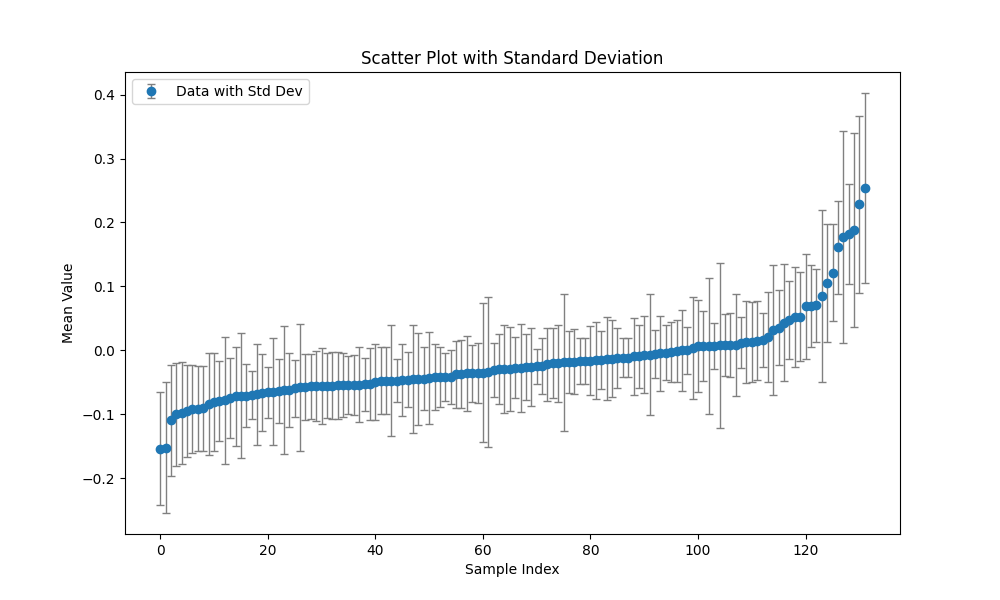 Scatter Plot with Standard Deviation
Data with Std Dev
Mean Value
0.4
0.3
0.2
0.1
0.0
−0.1
−0.2
0 20 40 60 80 100 120
Sample Index